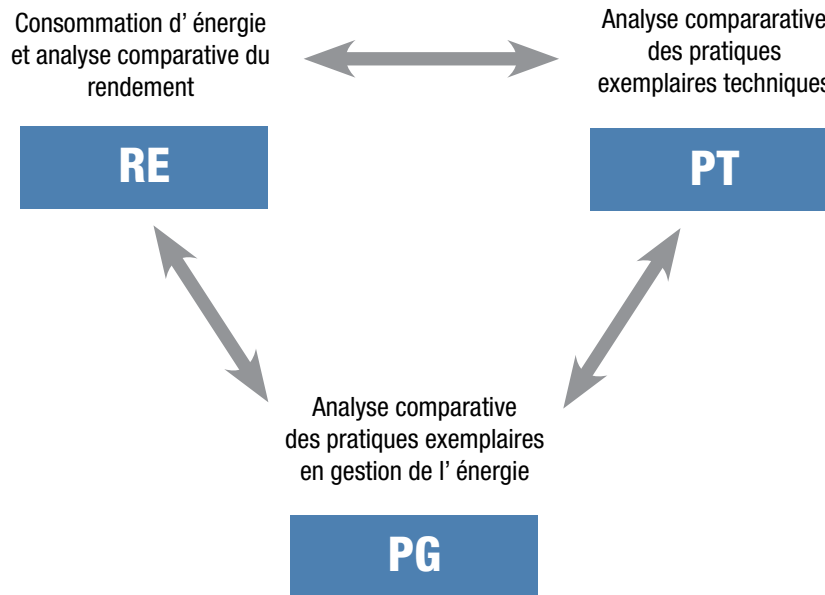 Consommation d' énergie
et analyse comparative du
rendement
RE
Analyse compararative
des pratiques
exemplaires techniques
PT
Analyse comparative
des pratiques exemplaires
en gestion de l' énergie
PG